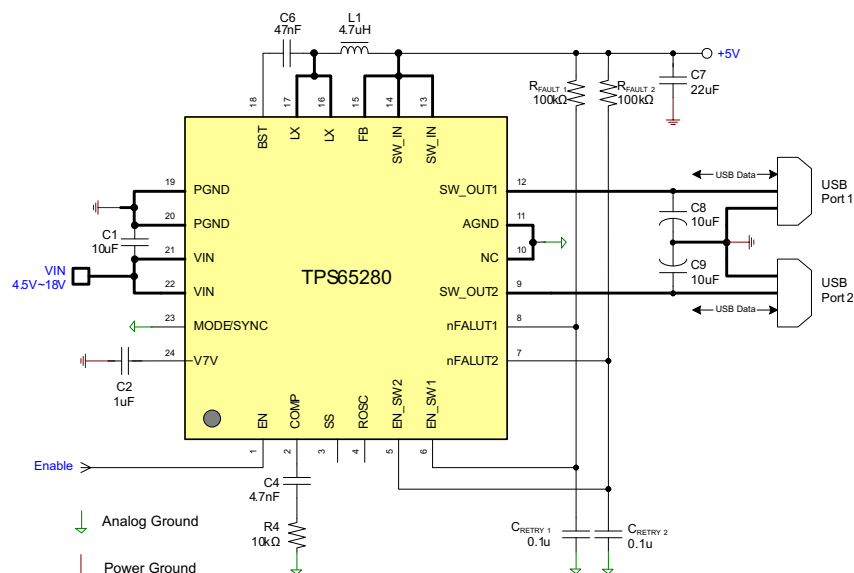 C6
47nF
L1
4.7uH
+5V
R FAULT 1
100kΩ
R FAULT 2
100kΩ
C7
22uF
18
17
16
15
14
13
BST
LX
LX
FB
SW_IN
SW_IN
19
PGND
20
PGND
C1
10uF
21
VIN
VIN
4.5V~18V
22
VIN
23
MODE/SYNC
24
V7V
C2
1uF
TPS65280
SW_OUT1
12
AGND
11
NC
10
SW_OUT2
9
nFALUT1
8
nFALUT2
7
USB Data
USB
Port 1
C8
10uF
C9
10uF
USB
Port 2
USB Data
EN
COMP
SS
ROSC
EN_SW2
EN_SW1
1
2
3
4
5
6
Enable
C4
4.7nF
R4
10kΩ
C RETRY 1
0.1u
C RETRY 2
0.1u
Analog Ground
Power Ground